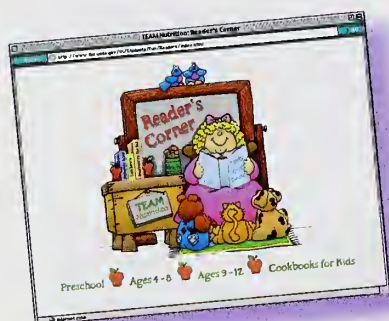 TEAM Nutrition: Reader's Corner
Reader's
Corner
TEAM
Nutrition
Preschool Ages 4-8 Ages 9-12 Cookbooks for Kids